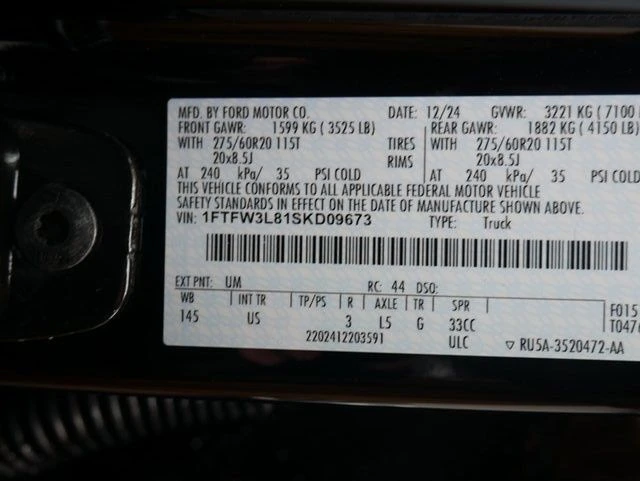 MFD. BY FORD MOTOR CO. DATE: 12/24 GVWR: 3221 KG ( 7100
FRONT GAWR: 1599 KG ( 3525 LB) REAR GAWR: 1882 KG ( 4150 LB)
WITH 275/60R20 115T TIRES WITH 275/60R20 115T
20x8.5J RIMS 20x8.5J
AT 240 kPa/ 35 PSI COLD AT 240 kPa/ 35 PSI COLD
THIS VEHICLE CONFORMS TO ALL APPLICABLE FEDERAL MOTOR VEHICLE
SAFETY STANDARDS IN EFFECT ON THE DATE OF MANUFACTURE SHOWN ABOVE.
VIN: 1FTFW3L81SKD09673 TYPE: Truck
EXT PNT: UM RC: 44 DSO:
WB INT TR TP/PS R AXLE TR SPR F015
145 US 3 L5 G 33CC T0476
2202412203591 ULC ▽ RU5A-3520472-AA